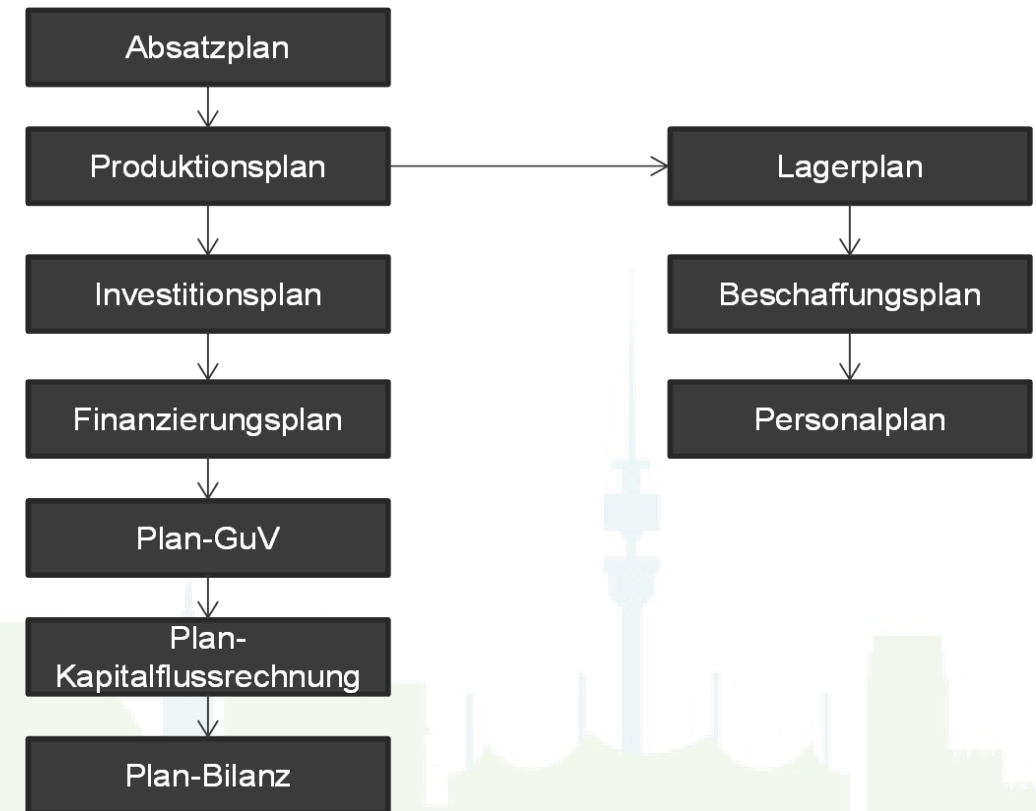 Absatzplan
Produktionsplan
Lagerplan
Investitionsplan
Beschaffungsplan
Finanzierungsplan
Personalplan
Plan-GuV
Plan-
Kapitalflussrechnung
Plan-Bilanz